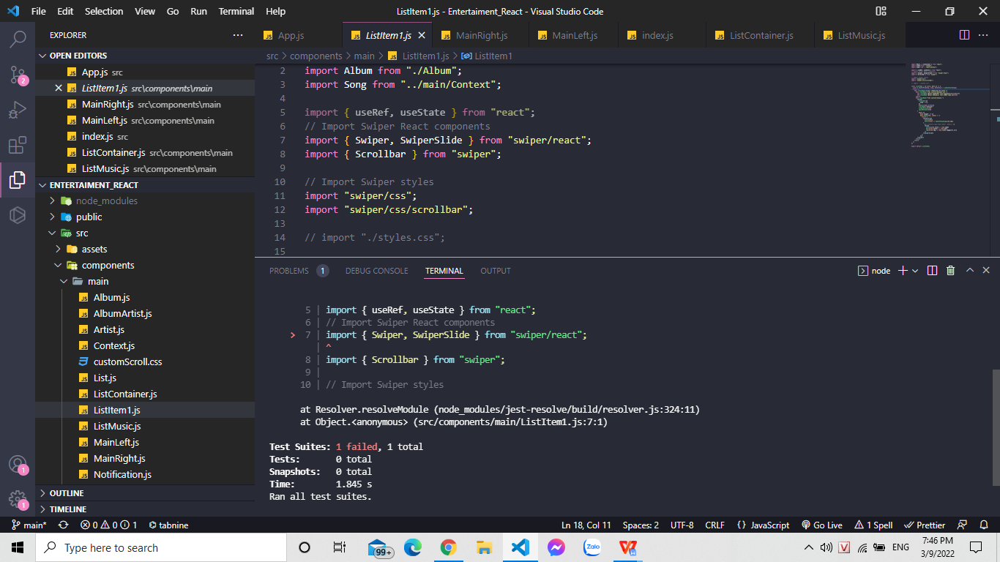 File Edit Selection View Go Run Terminal Help ListItem1.js - Entertaiment_React - Visual Studio Code
EXPLORER
OPEN EDITORS
App.js src
ListItem1.js src\components\main
MainRight.js src\components\main
MainLeft.js src\components\main
index.js src
ListContainer.js src\components\main
ListMusic.js src\components\main
ENTERTAIMENT_REACT
node_modules
public
src
assets
components
main
Album.js
AlbumArtist.js
Artist.js
Context.js
customScroll.css
List.js
ListContainer.js
ListItem1.js
ListMusic.js
MainLeft.js
MainRight.js
Notification.js
OUTLINE
TIMELINE
2
1
1
App.js ListItem1.js MainRight.js MainLeft.js index.js ListContainer.js ListMusic.js
src > components > main > ListItem1.js > ListItem1
2 import Album from "./Album";
3 import Song from "../main/Context";
4
5 import { useRef, useState } from "react";
6 // Import Swiper React components
7 import { Swiper, SwiperSlide } from "swiper/react";
8 import { Scrollbar } from "swiper";
9
10 // Import Swiper styles
11 import "swiper/css";
12 import "swiper/css/scrollbar";
13
14 // import "./styles.css";
15
PROBLEMS 1 DEBUG CONSOLE TERMINAL OUTPUT node
5 | import { useRef, useState } from "react";
6 | // Import Swiper React components
> 7 | import { Swiper, SwiperSlide } from "swiper/react";
| ^
8 | import { Scrollbar } from "swiper";
9 |
10 | // Import Swiper styles
at Resolver.resolveModule (node_modules/jest-resolve/build/resolver.js:324:11)
at Object.<anonymous> (src/components/main/ListItem1.js:7:1)
Test Suites: 1 failed, 1 total
Tests: 0 total
Snapshots: 0 total
Time: 1.845 s
Ran all test suites.
main* 0 0 1 tabnine Ln 18, Col 11 Spaces: 2 UTF-8 CRLF {} JavaScript Go Live 1 Spell Prettier
Type here to search 99+ Zalo V ENG 7:46 PM
3/9/2022